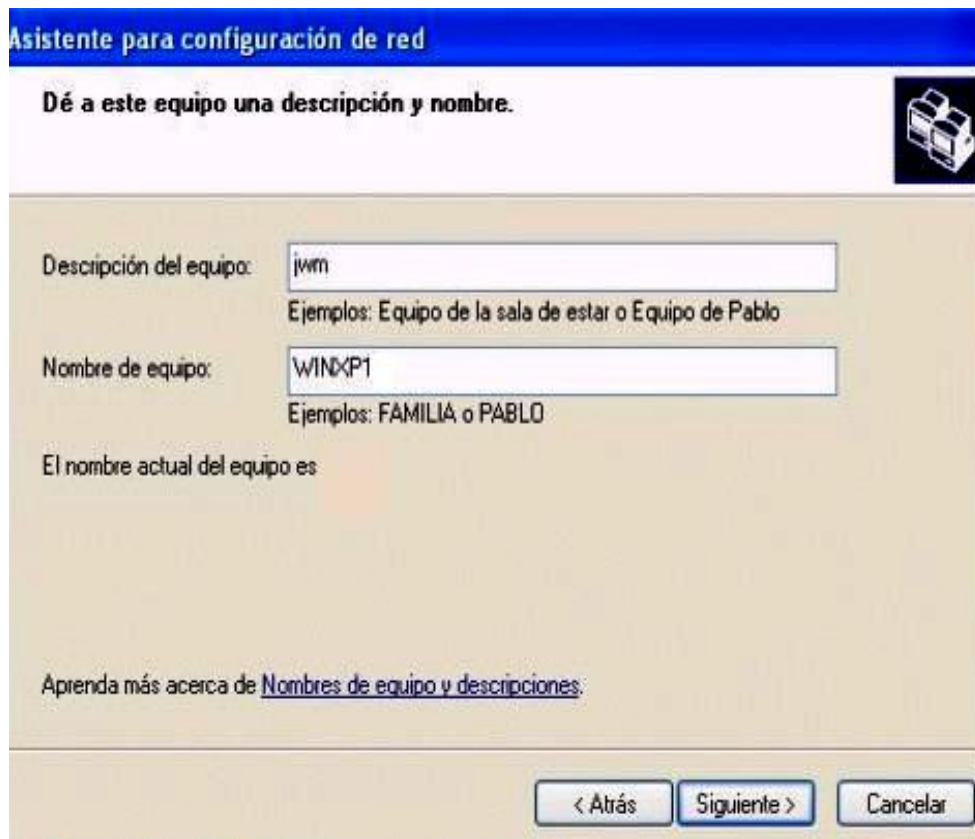 Asistente para configuración de red
Dé a este equipo una descripción y nombre.
Descripción del equipo: jwm
Ejemplos: Equipo de la sala de estar o Equipo de Pablo
Nombre de equipo: WINXP1
Ejemplos: FAMILIA o PABLO
El nombre actual del equipo es
Aprenda más acerca de Nombres de equipo y descripciones.
< Atrás Siguiente > Cancelar